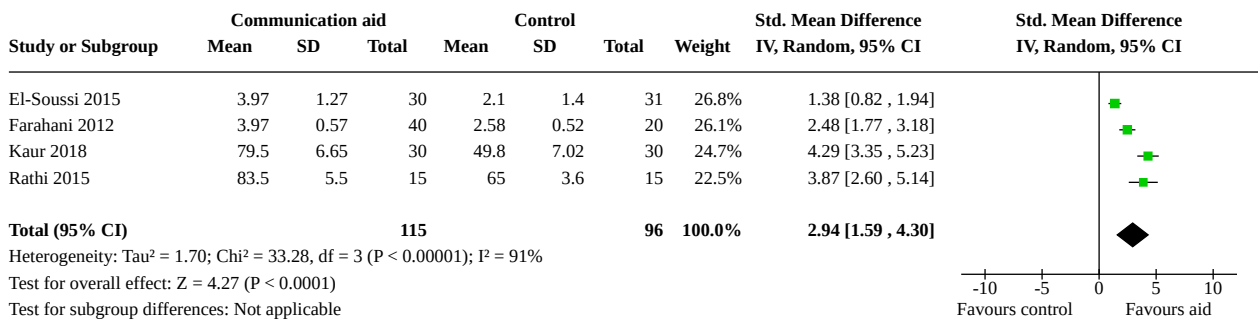 Communication aid Control Std. Mean Difference Std. Mean Difference
Study or Subgroup Mean SD Total Mean SD Total Weight IV, Random, 95% CI IV, Random, 95% CI
El-Soussi 2015 3.97 1.27 30 2.1 1.4 31 26.8% 1.38 [0.82 , 1.94]
Farahani 2012 3.97 0.57 40 2.58 0.52 20 26.1% 2.48 [1.77 , 3.18]
Kaur 2018 79.5 6.65 30 49.8 7.02 30 24.7% 4.29 [3.35 , 5.23]
Rathi 2015 83.5 5.5 15 65 3.6 15 22.5% 3.87 [2.60 , 5.14]
Total (95% CI) 115 96 100.0% 2.94 [1.59 , 4.30]
Heterogeneity: Tau² = 1.70; Chi² = 33.28, df = 3 (P < 0.00001); I² = 91%
Test for overall effect: Z = 4.27 (P < 0.0001)
Test for subgroup differences: Not applicable
-10 -5 0 5 10
Favours control Favours aid